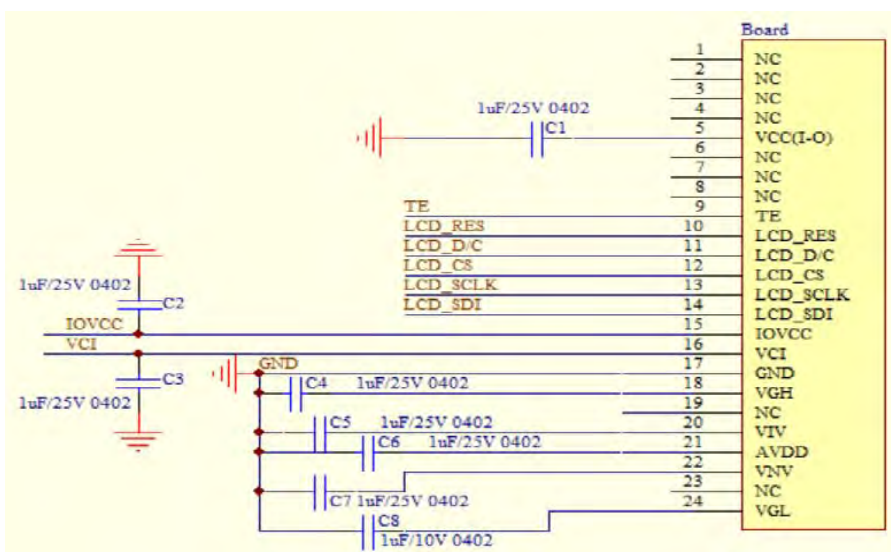 Board
1 NC
2 NC
3 NC
4 NC
1uF/25V 0402
C1
5 VCC(I-O)
6 NC
7 NC
8 NC
TE 9 TE
LCD_RES 10 LCD_RES
LCD_D/C 11 LCD_D/C
LCD_CS 12 LCD_CS
LCD_SCLK 13 LCD_SCLK
LCD_SDI 14 LCD_SDI
1uF/25V 0402
C2
IOVCC 15 IOVCC
VCI 16 VCI
C3
1uF/25V 0402
GND 17 GND
C4 1uF/25V 0402 18 VGH
19 NC
C5 1uF/25V 0402 20 VIV
C6 1uF/25V 0402 21 AVDD
22 VNV
C7 1uF/25V 0402 23 NC
C8
1uF/10V 0402
24 VGL